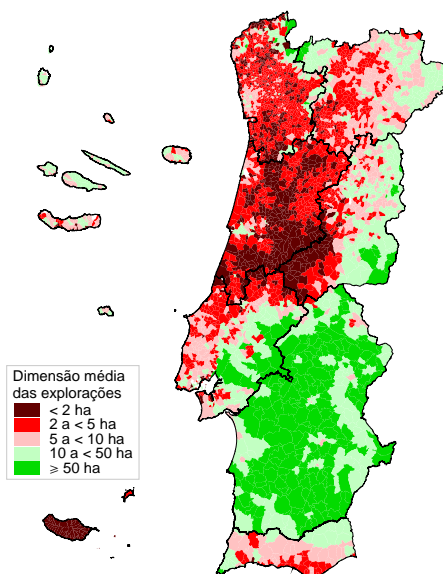 Dimensão média
das explorações
< 2 ha
2 a < 5 ha
5 a < 10 ha
10 a < 50 ha
⩾ 50 ha